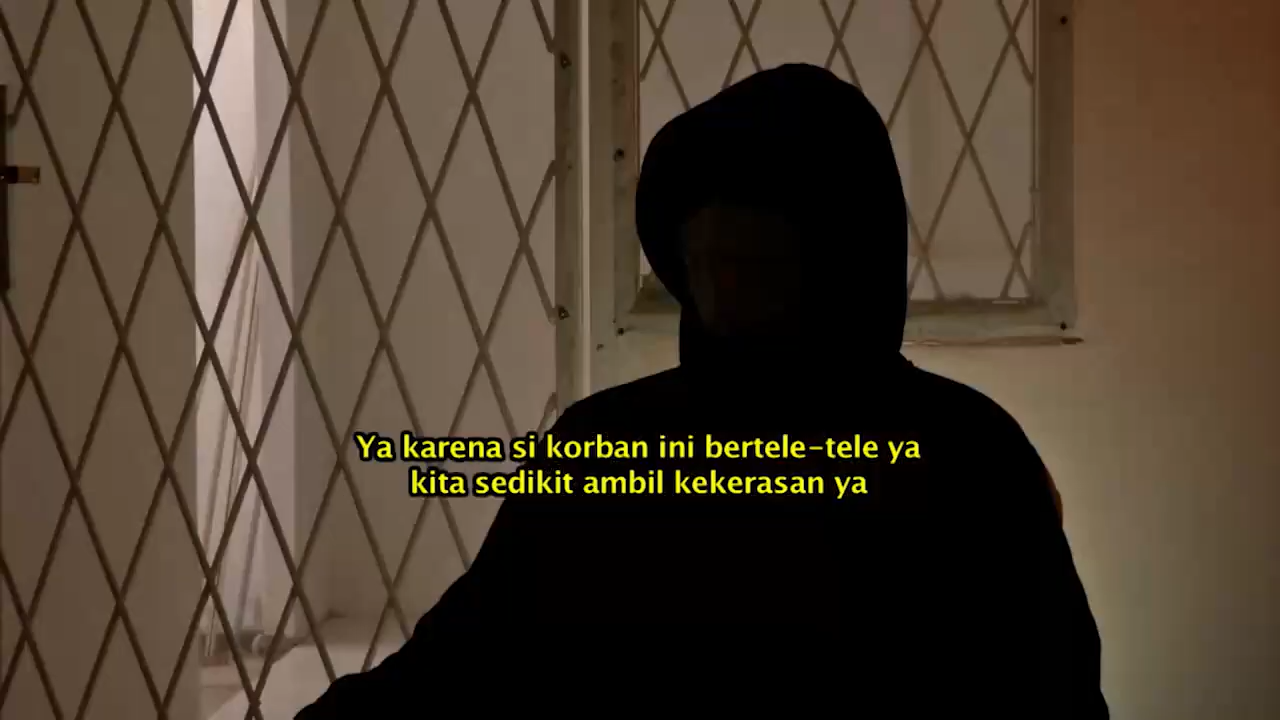 Ya karena si korban ini bertele-tele ya
kita sedikit ambil kekerasan ya